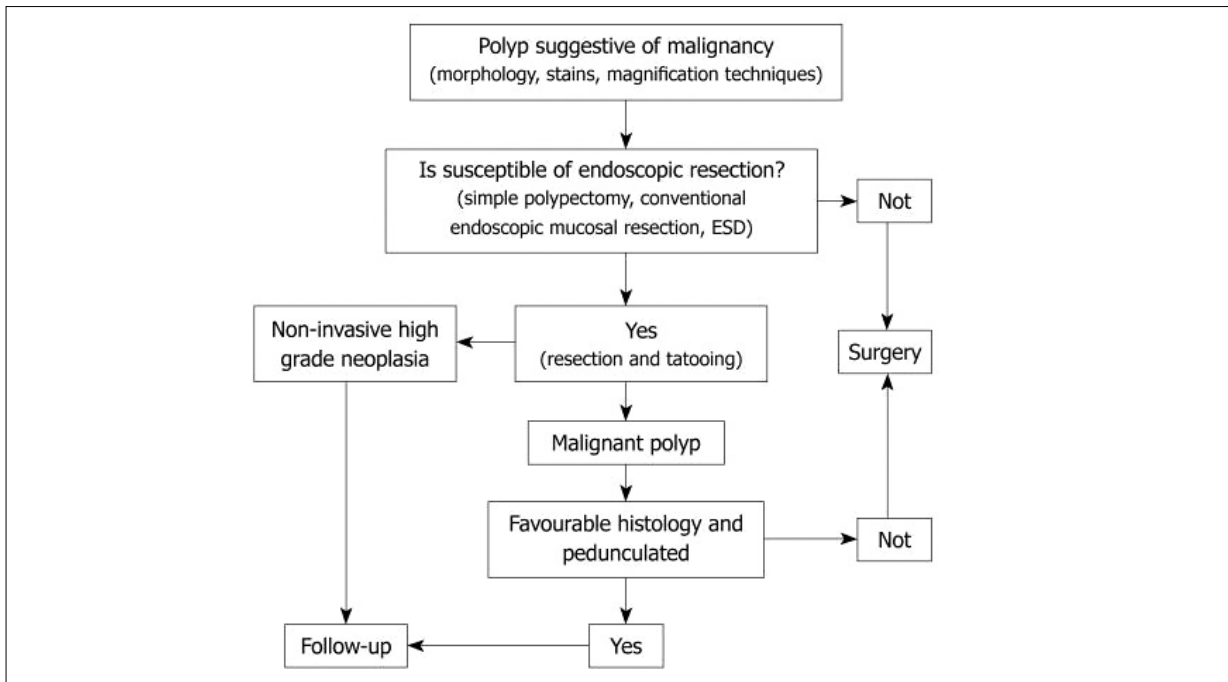 Polyp suggestive of malignancy
(morphology, stains, magnification techniques)
Is susceptible of endoscopic resection?
(simple polypectomy, conventional
endoscopic mucosal resection, ESD)
Not
Non-invasive high
grade neoplasia
Yes
(resection and tatooing)
Surgery
Malignant polyp
Favourable histology and
pedunculated
Not
Follow-up
Yes